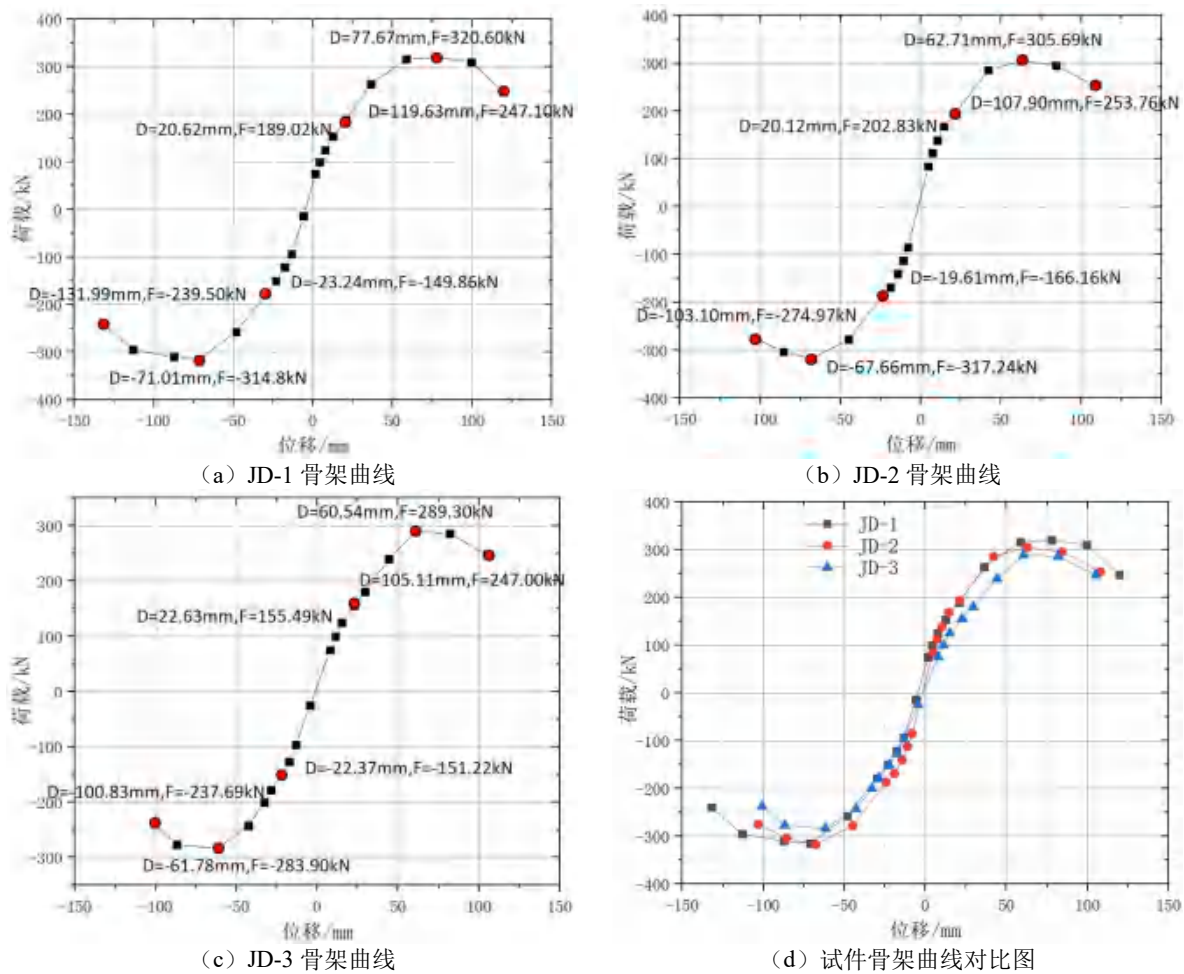 400
300
200
100
0
-100
-200
-300
-400
荷载/kN
D=77.67mm,F=320.60kN
D=119.63mm,F=247.10kN
D=20.62mm,F=189.02kN
D=-23.24mm,F=-149.86kN
D=-131.99mm,F=-239.50kN
D=-71.01mm,F=-314.8kN
-150 -100 -50 0 50 100 150
位移/mm
（a）JD-1 骨架曲线
400
300
200
100
0
-100
-200
-300
-400
荷载/kN
D=62.71mm,F=305.69kN
D=107.90mm,F=253.76kN
D=20.12mm,F=202.83kN
D=-19.61mm,F=-166.16kN
D=-103.10mm,F=-274.97kN
D=-67.66mm,F=-317.24kN
-150 -100 -50 0 50 100 150
位移/mm
（b）JD-2 骨架曲线
300
200
100
0
-100
-200
-300
荷载/kN
D=60.54mm,F=289.30kN
D=105.11mm,F=247.00kN
D=22.63mm,F=155.49kN
D=-22.37mm,F=-151.22kN
D=-100.83mm,F=-237.69kN
D=-61.78mm,F=-283.90kN
-150 -100 -50 0 50 100 150
位移/mm
（c）JD-3 骨架曲线
400
300
200
100
0
-100
-200
-300
-400
荷载/kN
JD-1
JD-2
JD-3
-150 -100 -50 0 50 100 150
位移/mm
（d）试件骨架曲线对比图